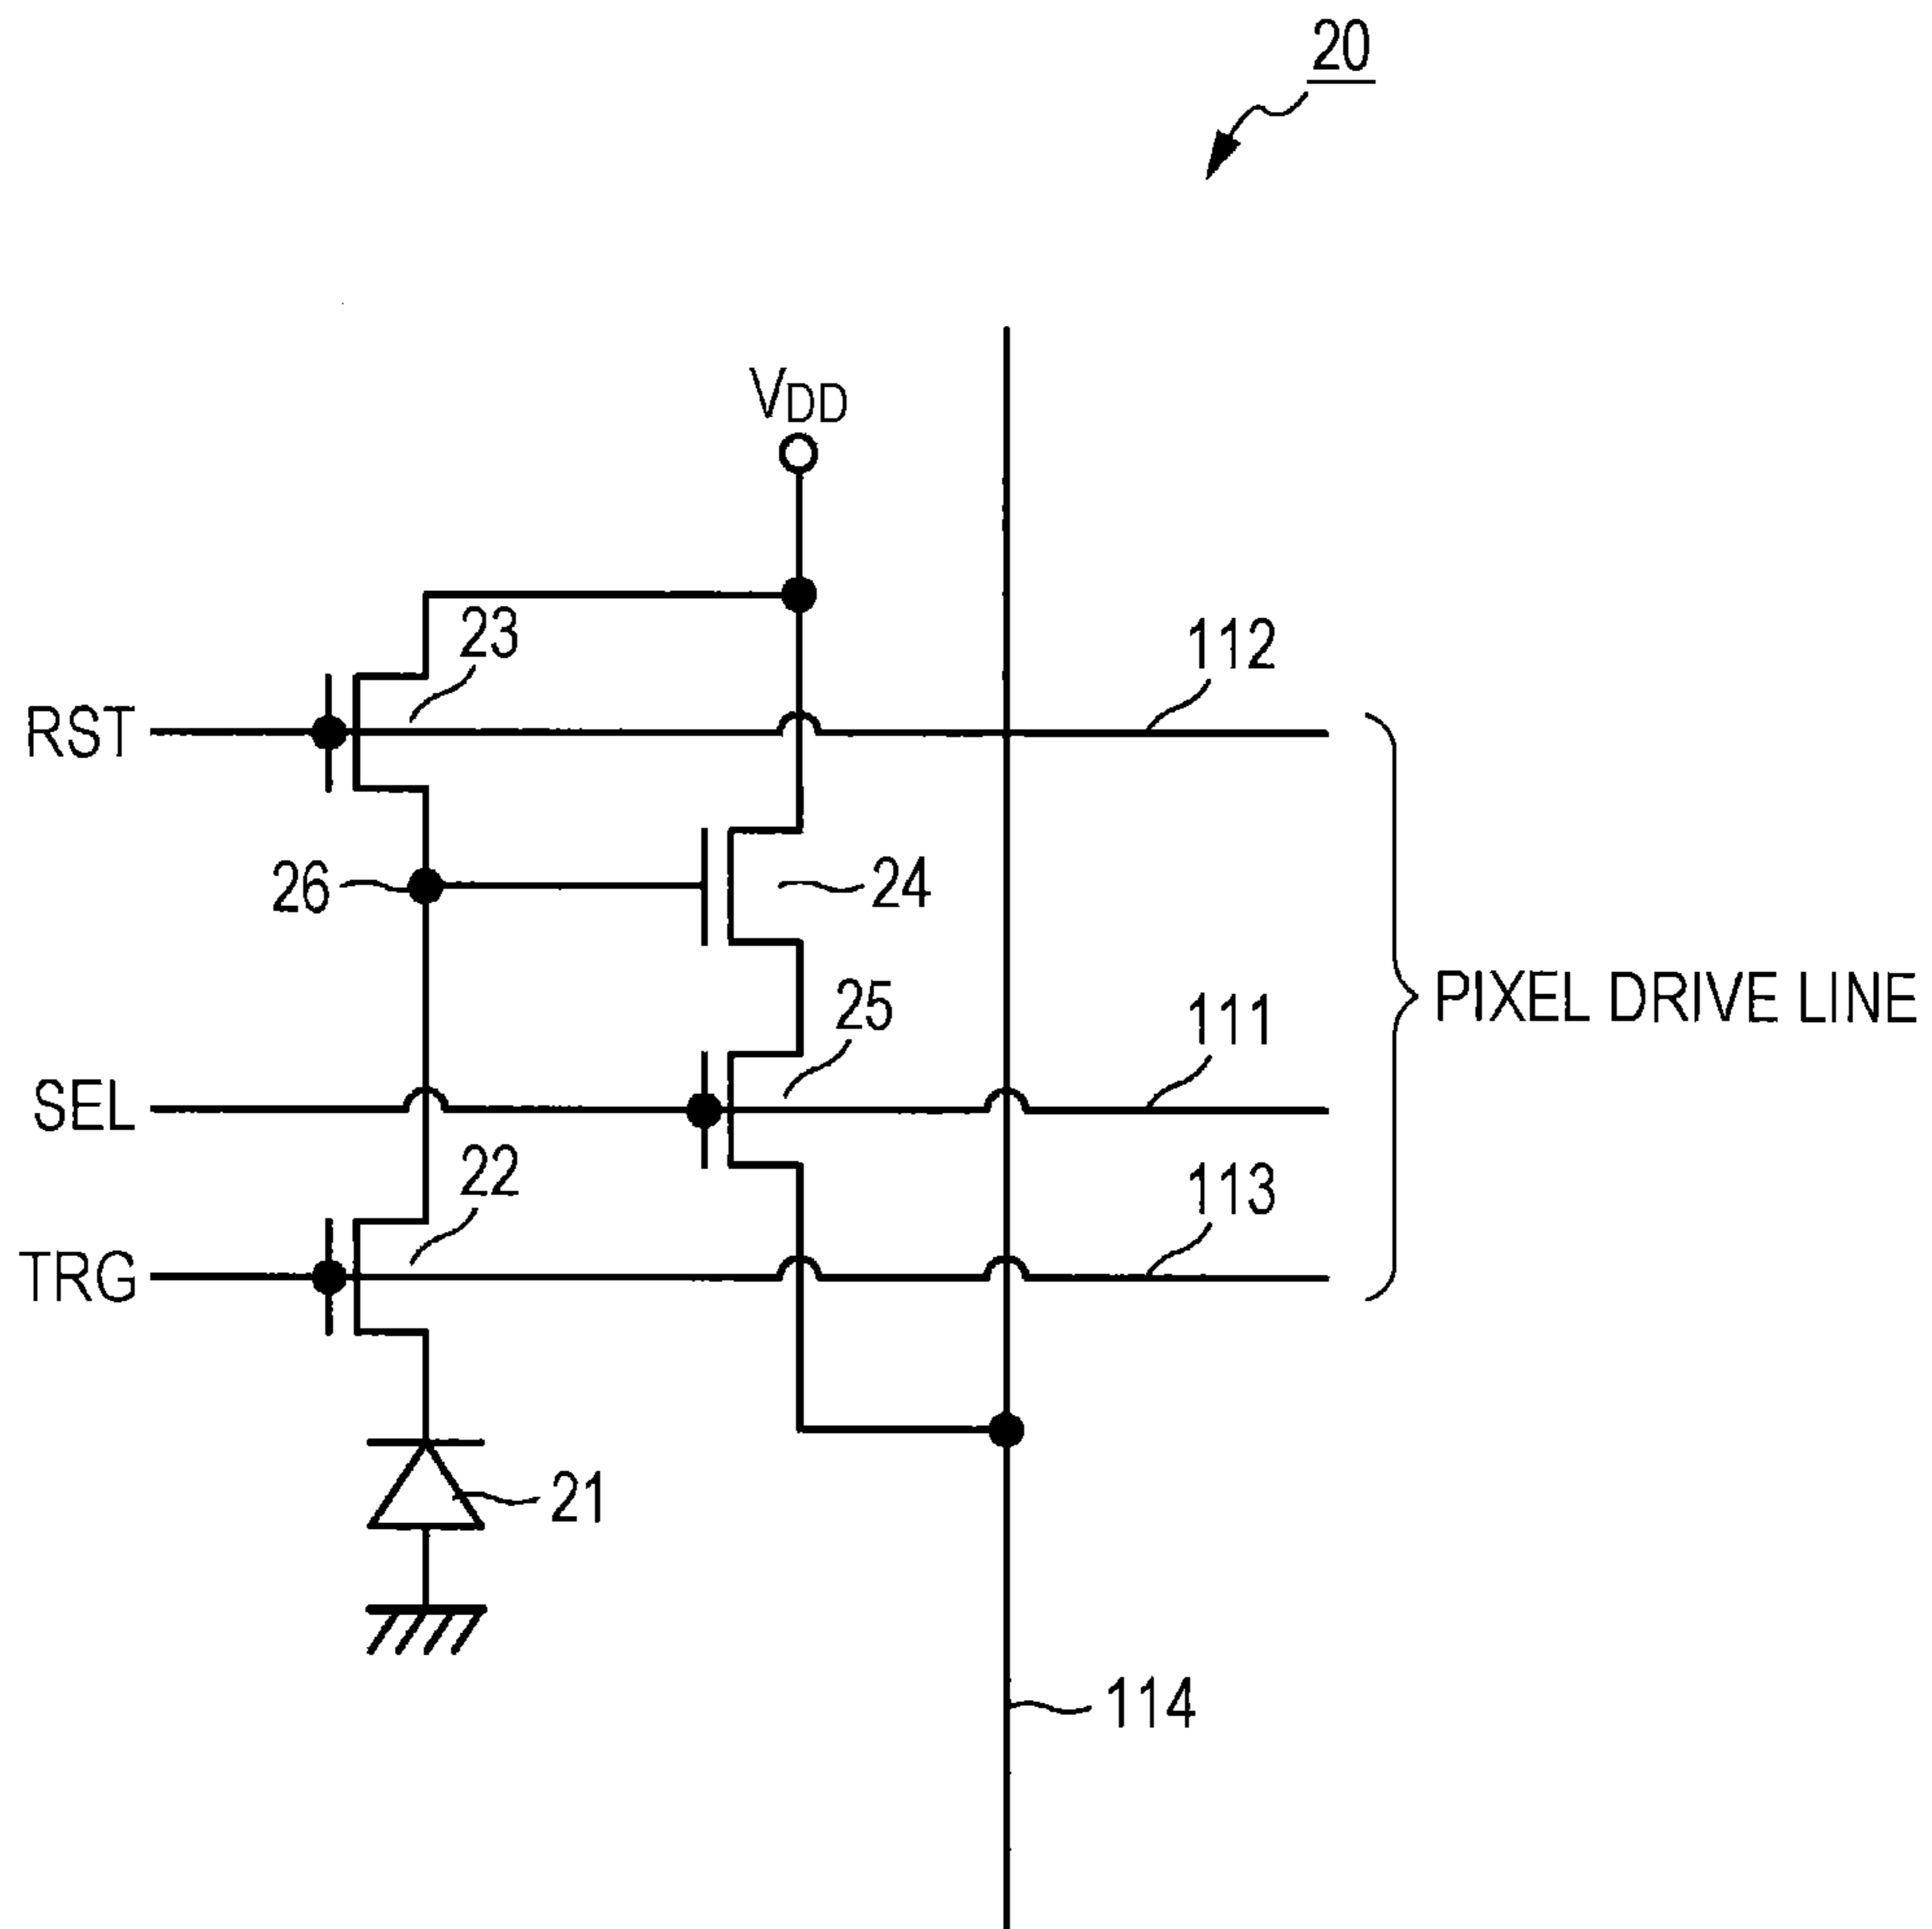 20
VDD
23
112
RST
26
24
25
111
PIXEL DRIVE LINE
SEL
22
113
TRG
21
114